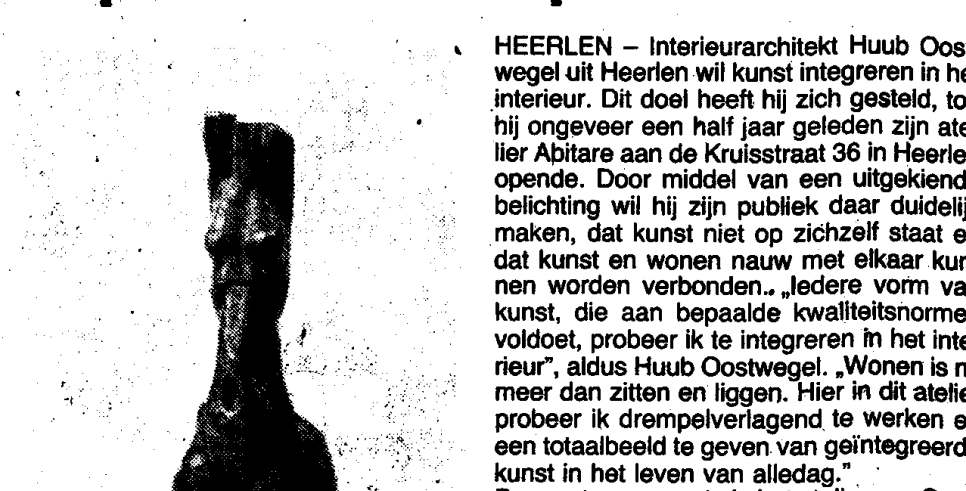 HEERLEN – Interieurarchitekt Huub Oos
wegel uit Heerlen wil kunst integreren in he
interieur. Dit doel heeft hij zich gesteld, to
hij ongeveer een half jaar geleden zijn ate
lier Abitare aan de Kruisstraat 36 in Heerle
opende. Door middel van een uitgekiend
belichting wil hij zijn publiek daar duidelij
maken, dat kunst niet op zichzelf staat e
dat kunst en wonen nauw met elkaar kun
nen worden verbonden. „Iedere vorm va
kunst, die aan bepaalde kwaliteitsnorme
voldoet, probeer ik te integreren in het inte
rieur”, aldus Huub Oostwegel. „Wonen is n
meer dan zitten en liggen. Hier in dit atelie
probeer ik drempelverlagend te werken e
een totaalbeeld te geven van geïntegreerd
kunst in het leven van alledag.”